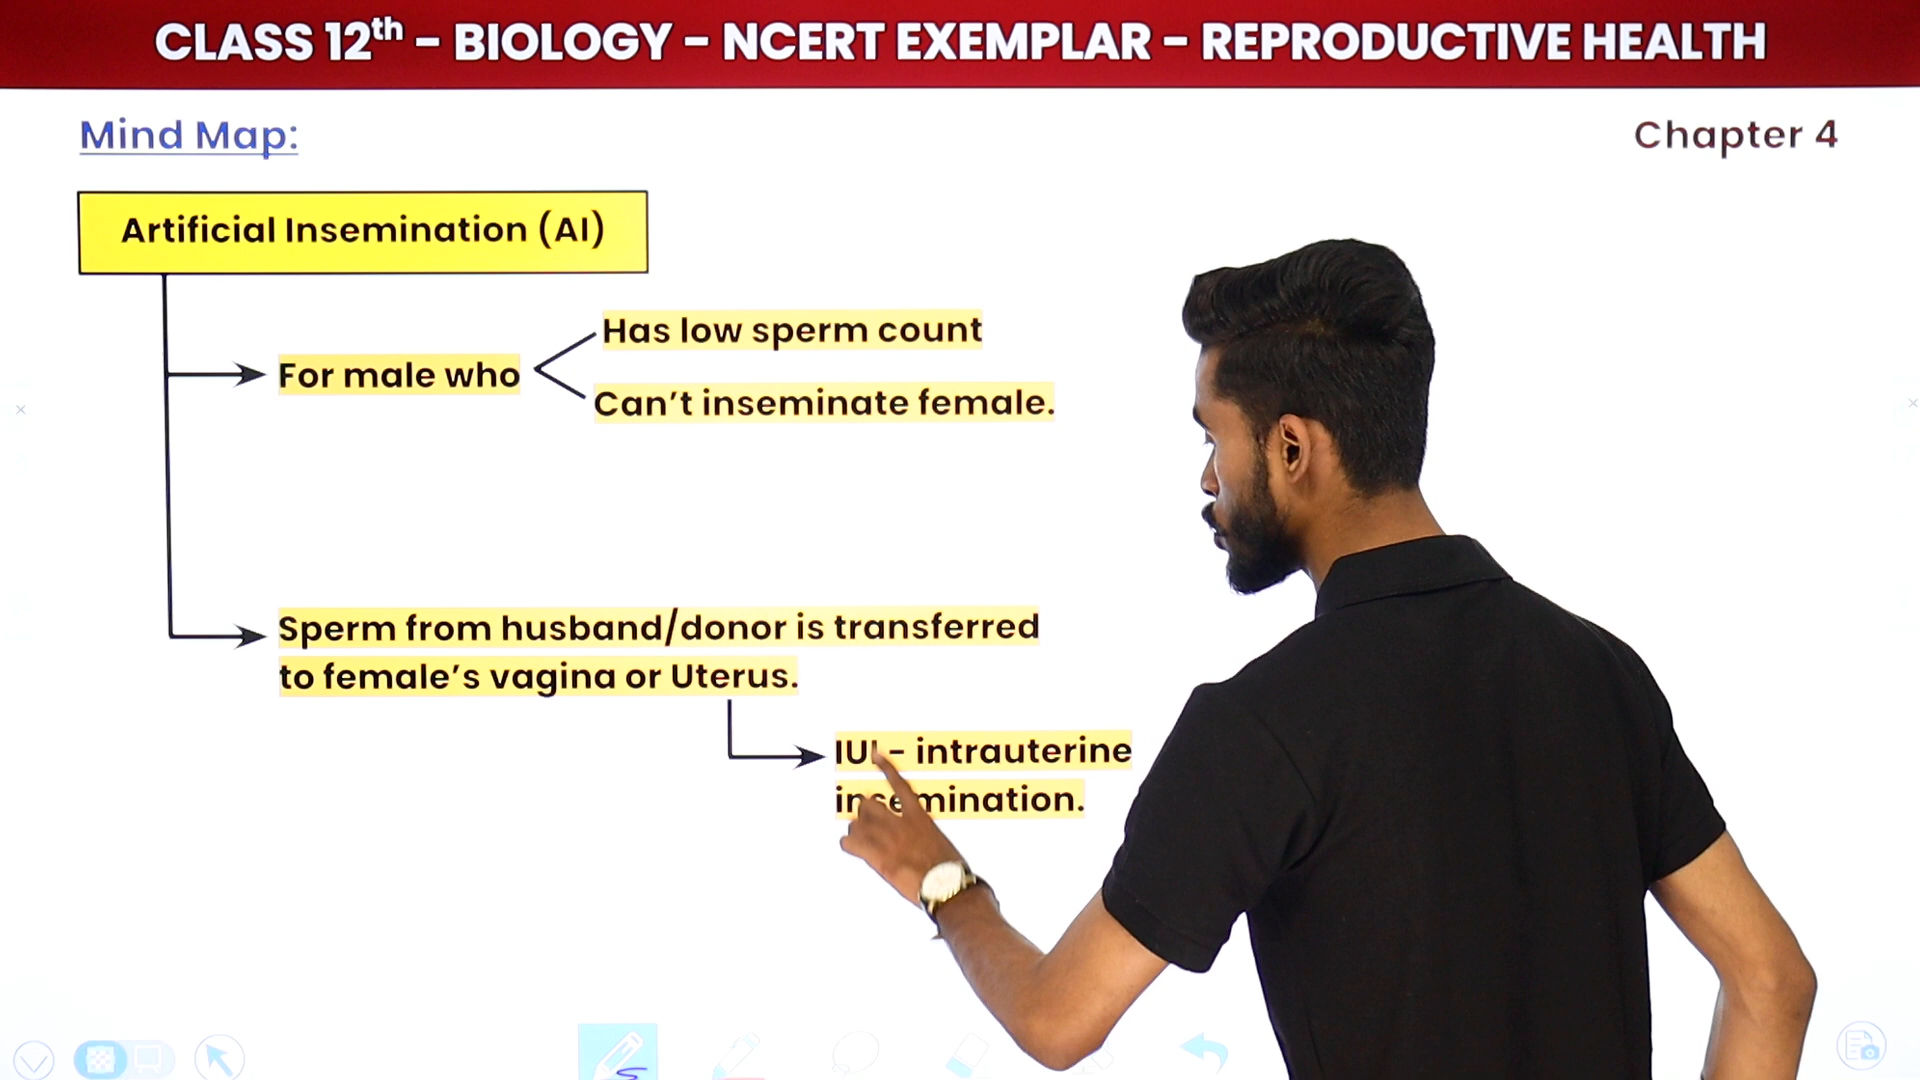 CLASS 12th - BIOLOGY - NCERT EXEMPLAR - REPRODUCTIVE HEALTH
Mind Map:
Chapter 4
Artificial Insemination (AI)
For male who
Has low sperm count
Can't inseminate female.
Sperm from husband/donor is transferred
to female's vagina or Uterus.
IUI - intrauterine
insemination.